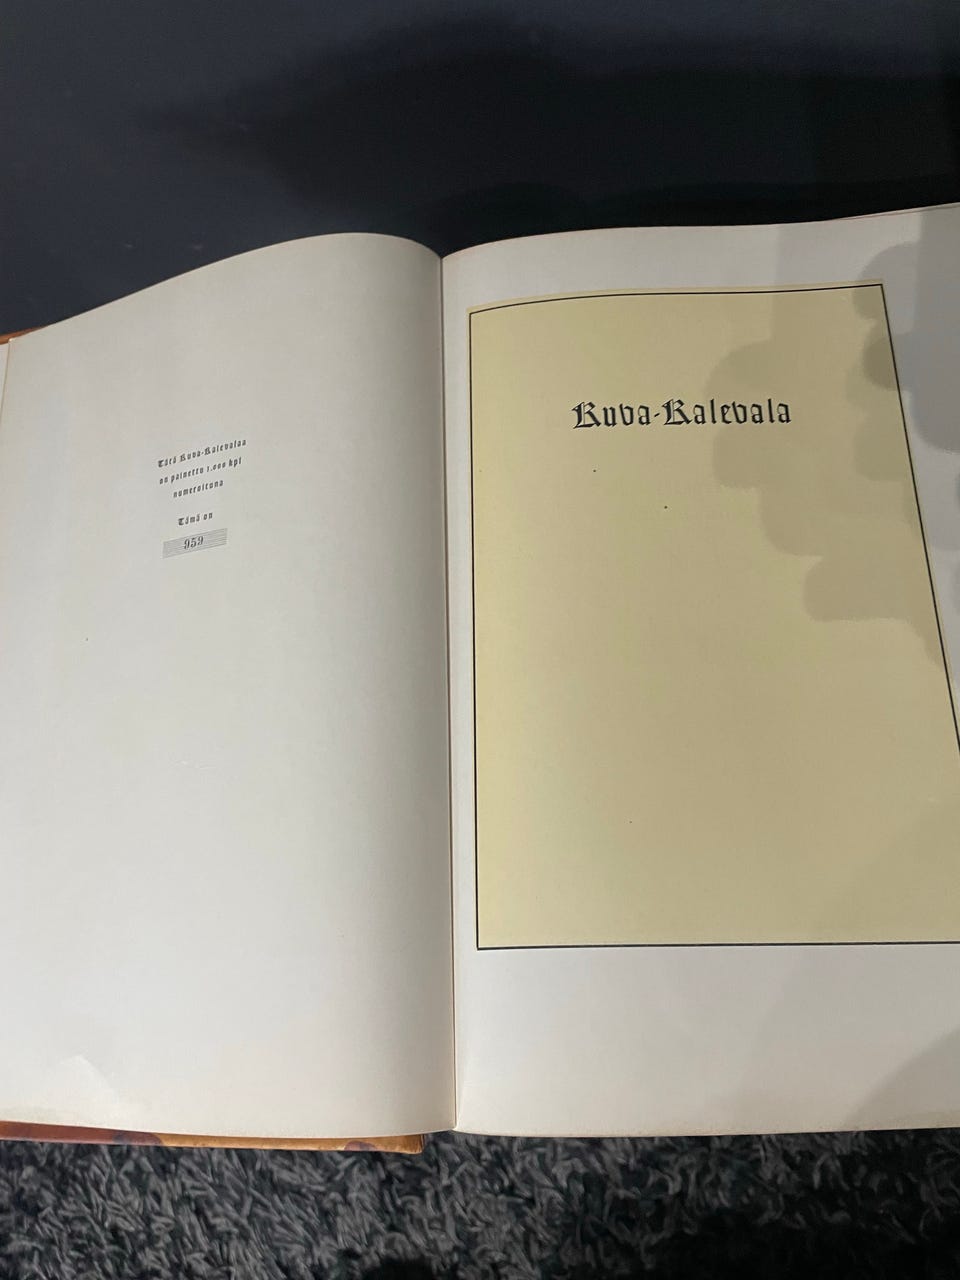 Tätä Kuva-Kalevalaa
on painettu 1.000 kpl
numeroituna
Tämä on
959
Kuva-Kalevala